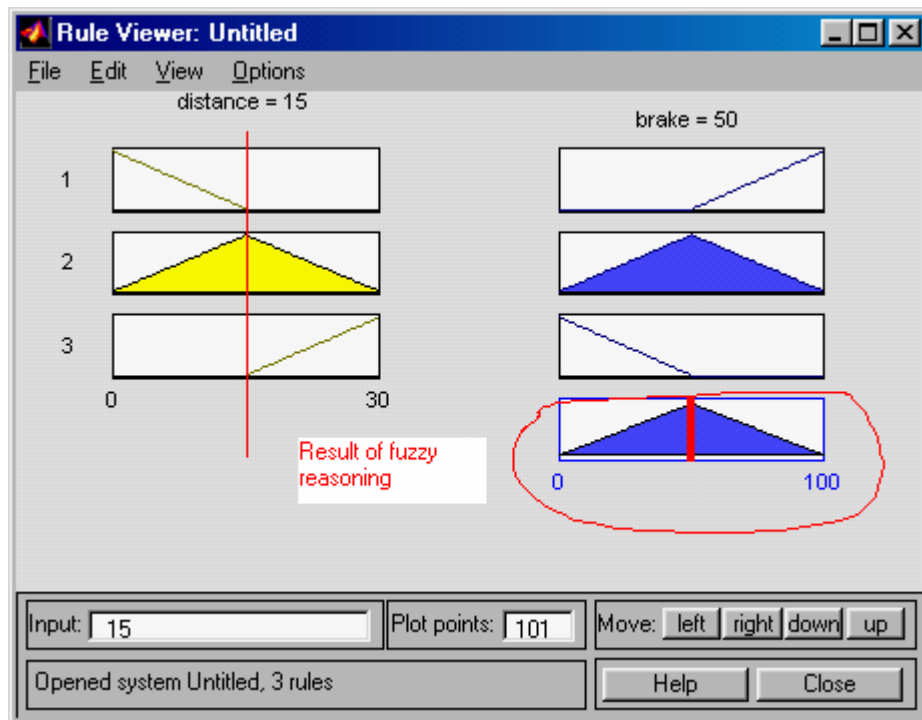 Rule Viewer: Untitled
File Edit View Options
distance = 15
brake = 50
1
2
3
0 30
Result of fuzzy
reasoning
0 100
Input: 15
Plot points: 101
Move: left right down up
Opened system Untitled, 3 rules
Help Close